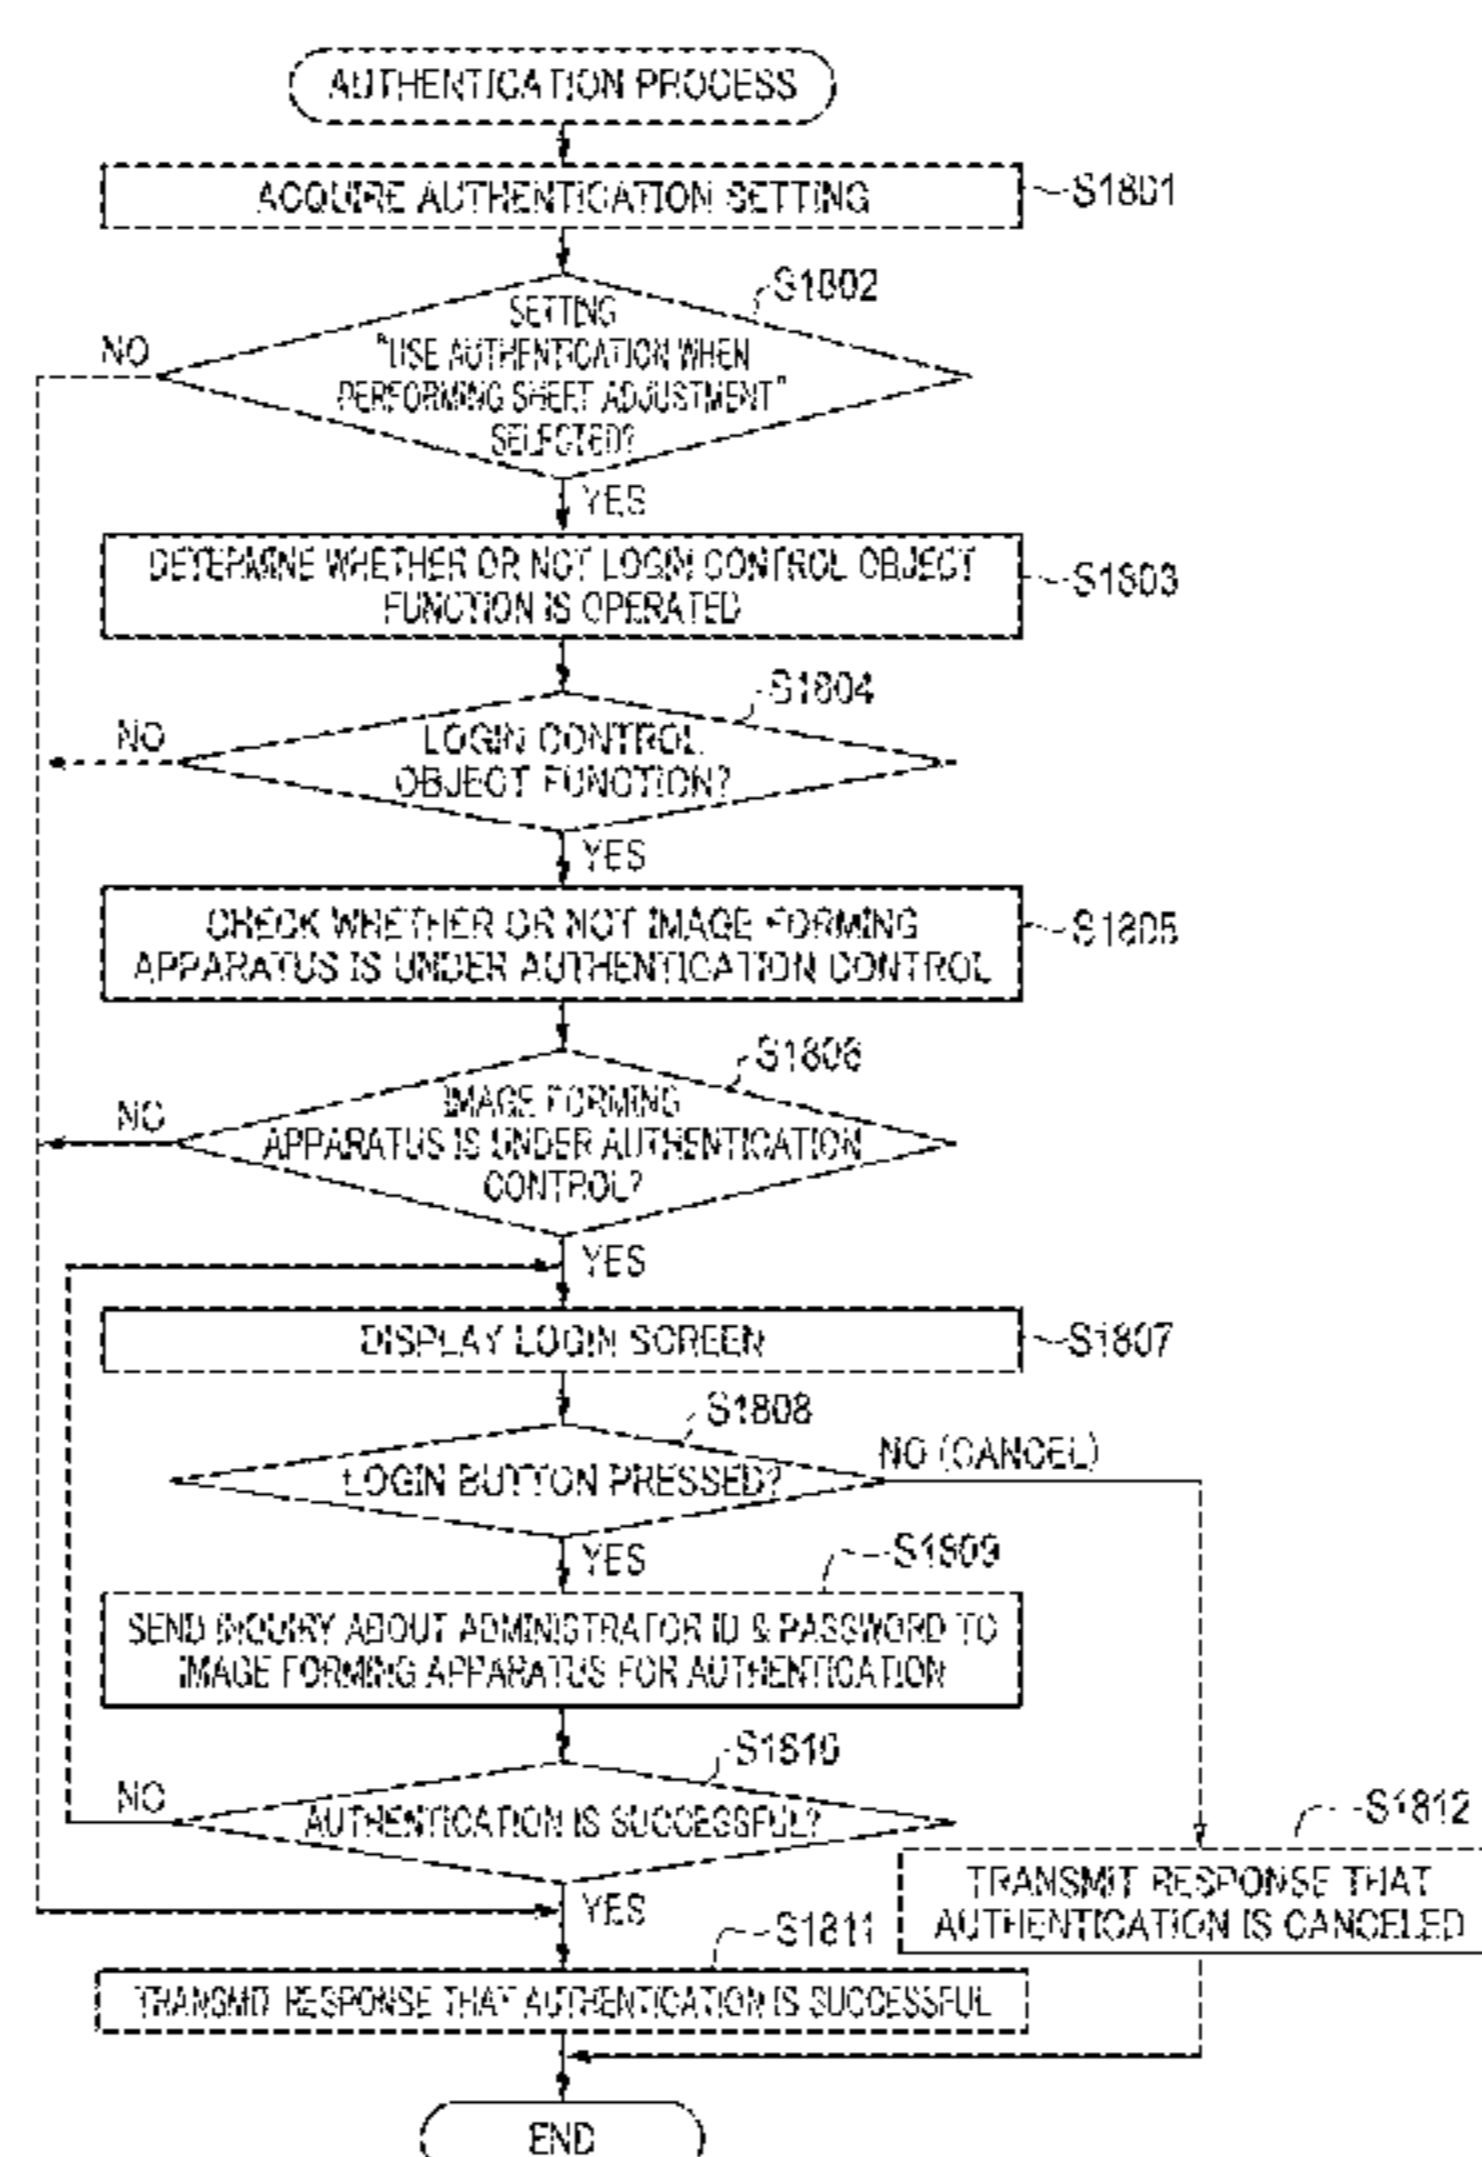 AUTHENTICATION PROCESS
ACQUIRE AUTHENTICATION SETTING
S1801
S1802
SETTING
"USE AUTHENTICATION WHEN
PERFORMING SHEET ADJUSTMENT"
SELECTED?
NO
YES
DETERMINE WHETHER OR NOT LOGIN CONTROL OBJECT
FUNCTION IS OPERATED
S1803
S1804
NO
LOGIN CONTROL
OBJECT FUNCTION?
YES
CHECK WHETHER OR NOT IMAGE FORMING
APPARATUS IS UNDER AUTHENTICATION CONTROL
S1805
S1806
NO
IMAGE FORMING
APPARATUS IS UNDER AUTHENTICATION
CONTROL?
YES
DISPLAY LOGIN SCREEN
S1807
S1808
NO (CANCEL)
LOGIN BUTTON PRESSED?
YES
S1809
SEND INQUIRY ABOUT ADMINISTRATOR ID & PASSWORD TO
IMAGE FORMING APPARATUS FOR AUTHENTICATION
S1810
NO
AUTHENTICATION IS SUCCESSFUL?
S1812
YES
TRANSMIT RESPONSE THAT
AUTHENTICATION IS CANCELED
S1811
TRANSMIT RESPONSE THAT AUTHENTICATION IS SUCCESSFUL
END